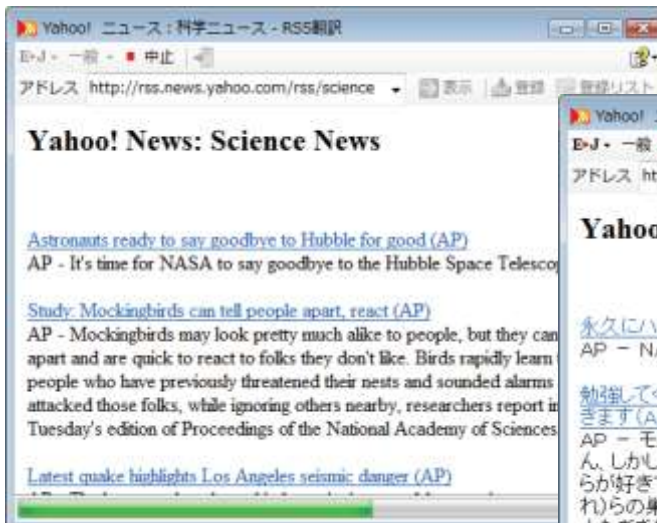 Yahoo! ニュース : 科学ニュース - RSS翻訳
E▸J 一般 中止
アドレス http://rss.news.yahoo.com/rss/science 表示 登録 登録リスト
Yahoo! News: Science News
Astronauts ready to say goodbye to Hubble for good (AP)
AP - It's time for NASA to say goodbye to the Hubble Space Telesco
Study: Mockingbirds can tell people apart, react (AP)
AP - Mockingbirds may look pretty much alike to people, but they can
apart and are quick to react to folks they don't like. Birds rapidly learn
people who have previously threatened their nests and sounded alarms
attacked those folks, while ignoring others nearby, researchers report in
Tuesday's edition of Proceedings of the National Academy of Sciences
Latest quake highlights Los Angeles seismic danger (AP)
Yahoo!
E▸J 一般
アドレス ht
Yahoo
永久にハ
AP - N
勉強して
きます(A
AP - モ
ん、しかし
らが好き
れ)らの巣